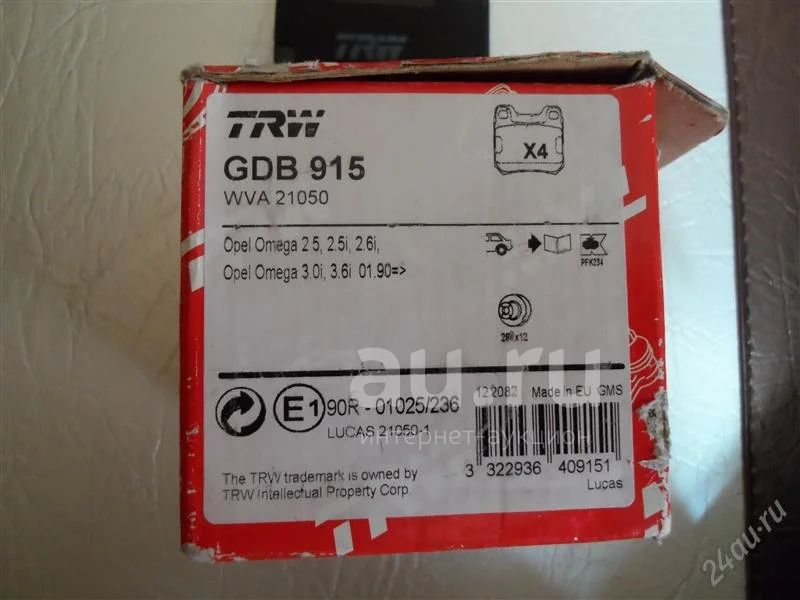 TRW
TRW
X4
GDB 915
WVA 21050
Opel Omega 2.5, 2.5i, 2.6i,
Opel Omega 3.0i, 3.6i 01.90=>
PFK234
au.ru
интернет-аукцион
E1 90R - 01025/236
LUCAS 21050-1
122082 Made in EU GMS
3 322936 409151
Lucas
The TRW trademark is owned by
TRW Intellectual Property Corp.
24au.ru